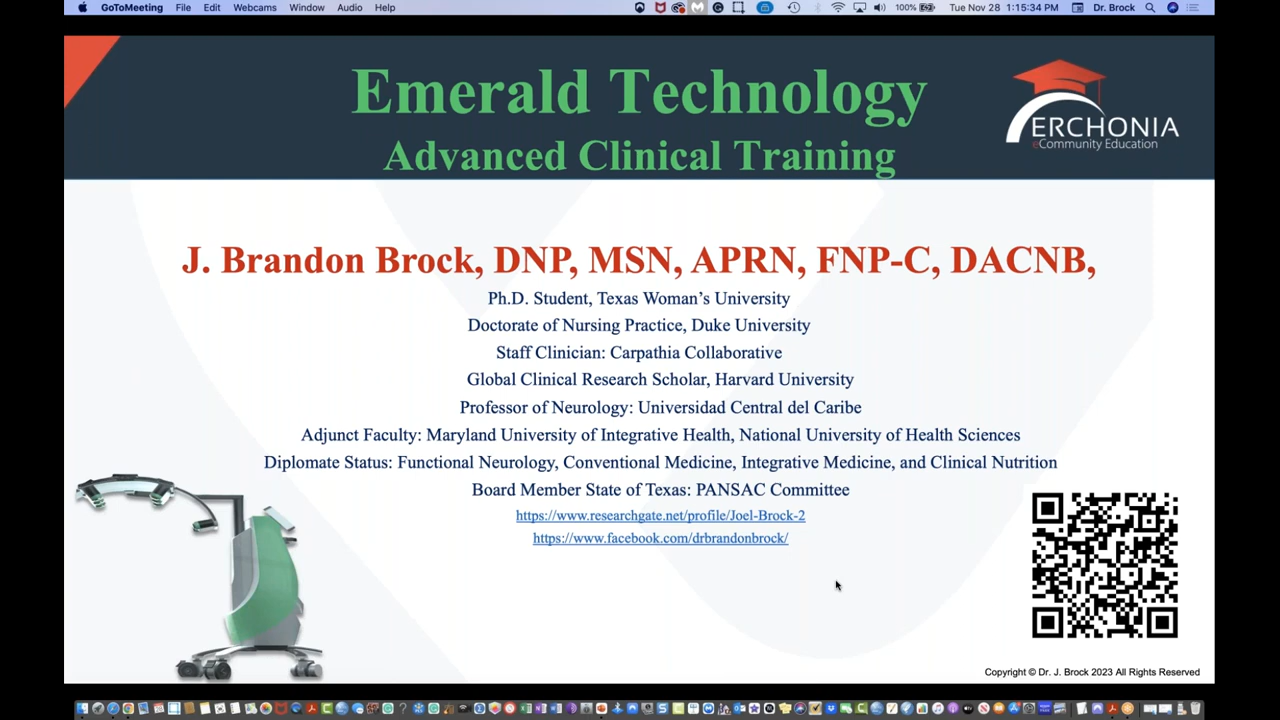 GoToMeeting File Edit Webcams Window Audio Help 100% Tue Nov 28 1:15:34 PM Dr. Brock
Emerald Technology
Advanced Clinical Training
ERCHONIA
eCommunity Education
J. Brandon Brock, DNP, MSN, APRN, FNP-C, DACNB,
Ph.D. Student, Texas Woman's University
Doctorate of Nursing Practice, Duke University
Staff Clinician: Carpathia Collaborative
Global Clinical Research Scholar, Harvard University
Professor of Neurology: Universidad Central del Caribe
Adjunct Faculty: Maryland University of Integrative Health, National University of Health Sciences
Diplomate Status: Functional Neurology, Conventional Medicine, Integrative Medicine, and Clinical Nutrition
Board Member State of Texas: PANSAC Committee
https://www.researchgate.net/profile/Joel-Brock-2
https://www.facebook.com/drbrandonbrock/
Copyright © Dr. J. Brock 2023 All Rights Reserved